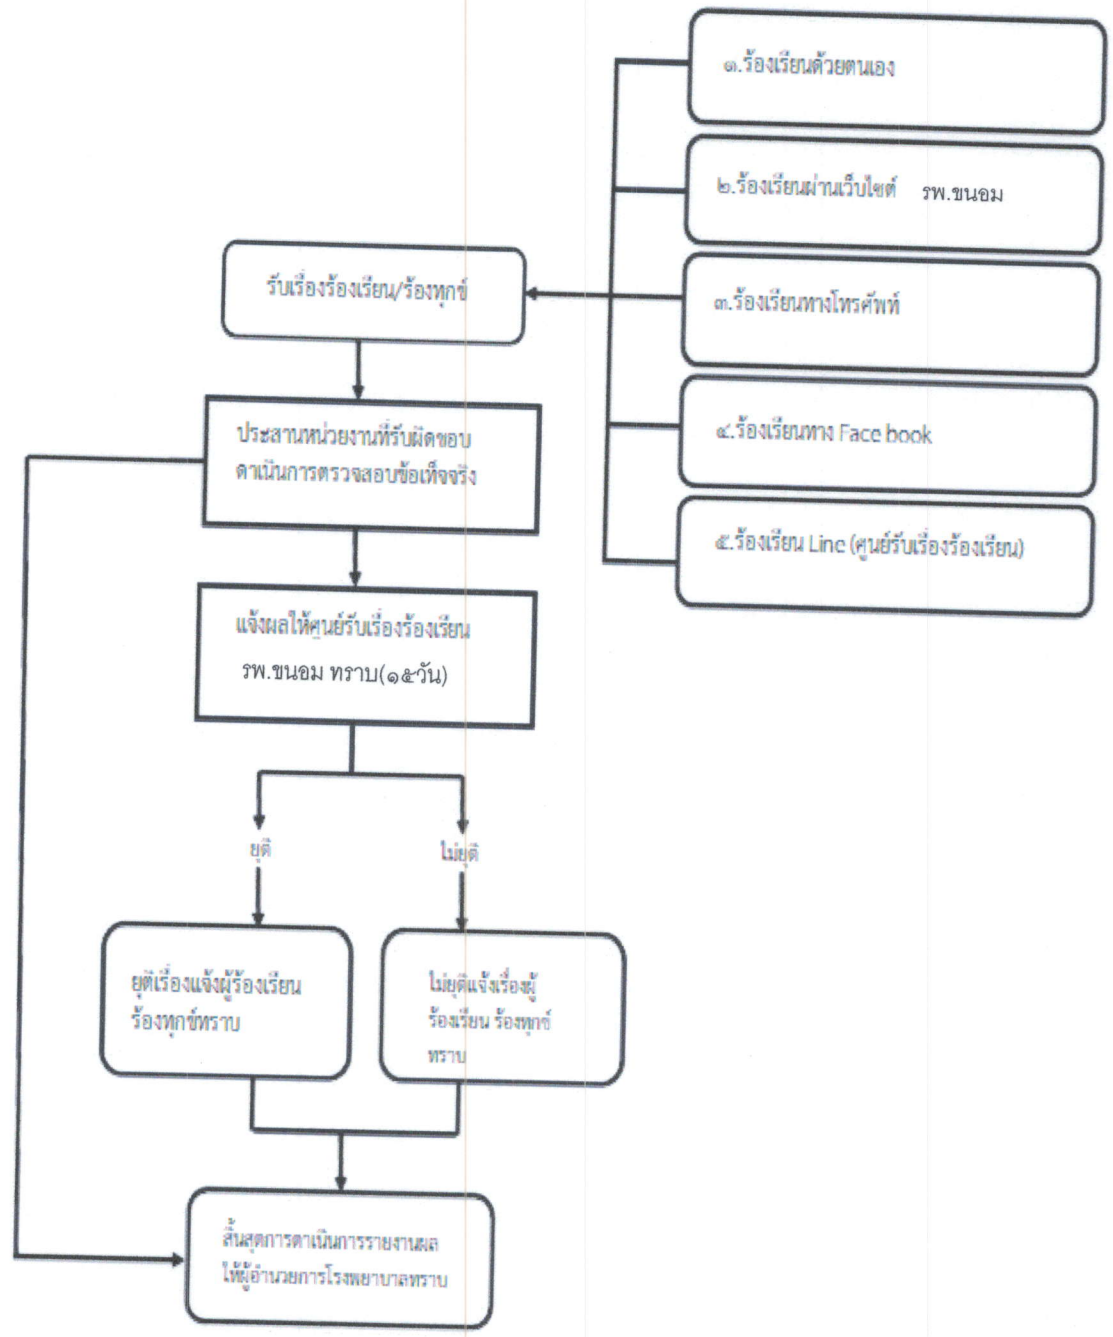 ๑.ร้องเรียนด้วยตนเอง
๒.ร้องเรียนผ่านเว็บไซต์ รพ.ขนอม
๓.ร้องเรียนทางโทรศัพท์
๔.ร้องเรียนทาง Face book
๕.ร้องเรียน Line (ศูนย์รับเรื่องร้องเรียน)
รับเรื่องร้องเรียน/ร้องทุกข์
ประสานหน่วยงานที่รับผิดชอบ
ดาเนินการตรวจสอบข้อเท็จจริง
แจ้งผลให้ศูนย์รับเรื่องร้องเรียน
รพ.ขนอม ทราบ(๑๕วัน)
ยุติ
ไม่ยุติ
ยุติเรื่องแจ้งผู้ร้องเรียน
ร้องทุกข์ทราบ
ไม่ยุติแจ้งเรื่องผู้
ร้องเรียน ร้องทุกข์
ทราบ
สิ้นสุดการดาเนินการรายงานผล
ให้ผู้อำนวยการโรงพยาบาลทราบ